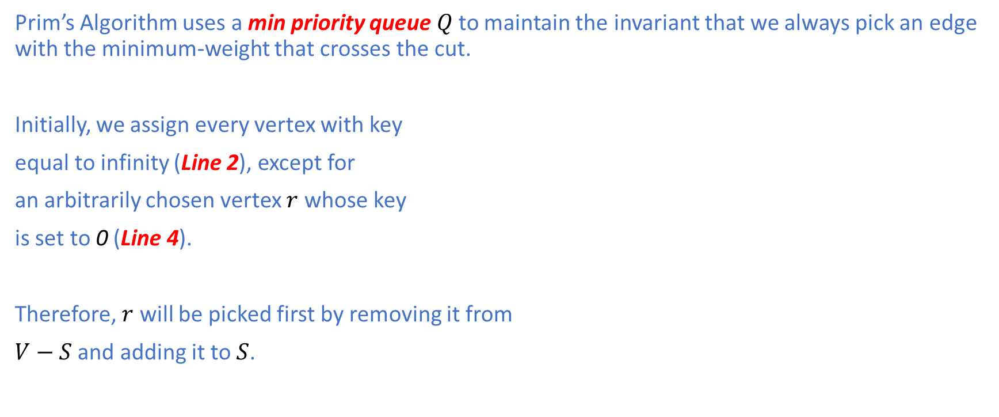 Prim’s Algorithm uses a min priority queue Q to maintain the invariant that we always pick an edge
with the minimum-weight that crosses the cut.
Initially, we assign every vertex with key
equal to infinity (Line 2), except for
an arbitrarily chosen vertex r whose key
is set to 0 (Line 4).
Therefore, r will be picked first by removing it from
V − S and adding it to S.